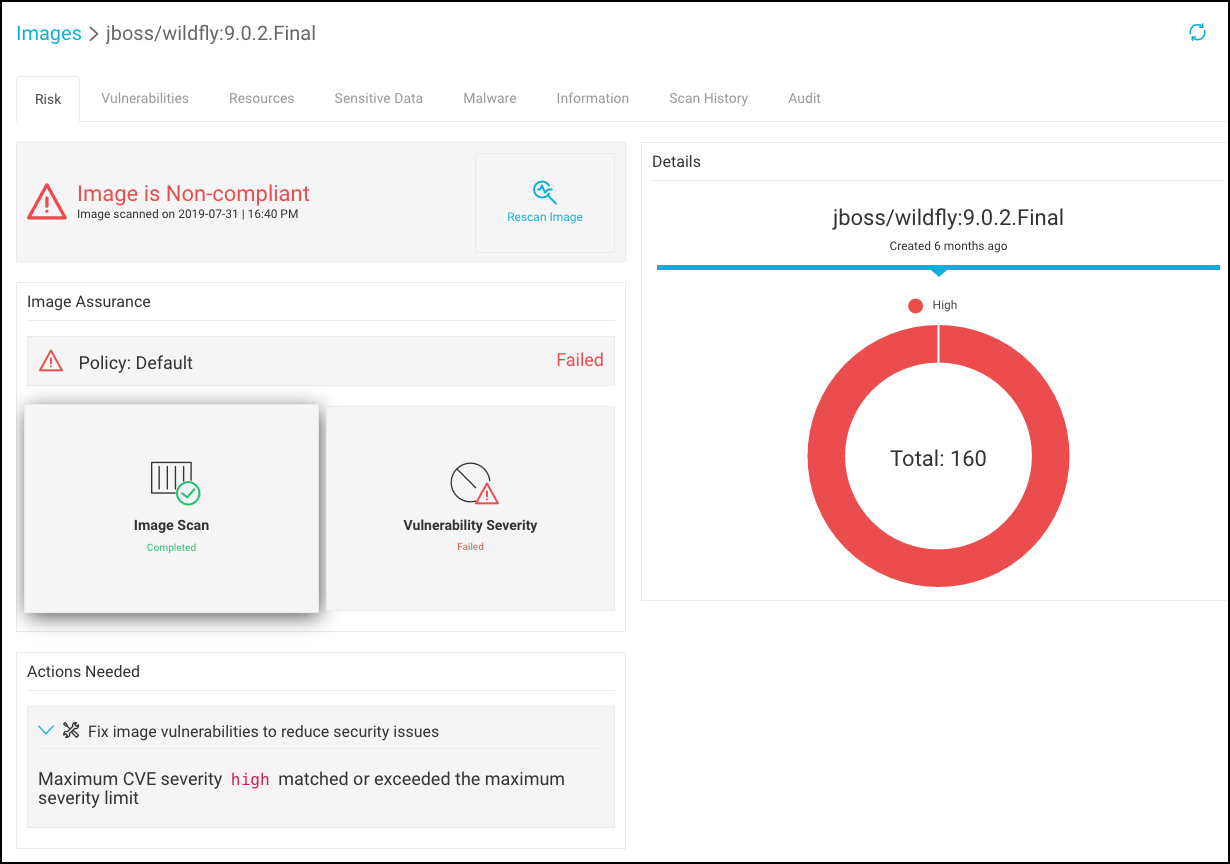 Images > jboss/wildfly:9.0.2.Final
Risk
Vulnerabilities
Resources
Sensitive Data
Malware
Information
Scan History
Audit
Image is Non-compliant
Image scanned on 2019-07-31 | 16:40 PM
Rescan Image
Image Assurance
Policy: Default
Failed
Image Scan
Completed
Vulnerability Severity
Failed
Actions Needed
Fix image vulnerabilities to reduce security issues
Maximum CVE severity high matched or exceeded the maximum
severity limit
Details
jboss/wildfly:9.0.2.Final
Created 6 months ago
High
Total: 160